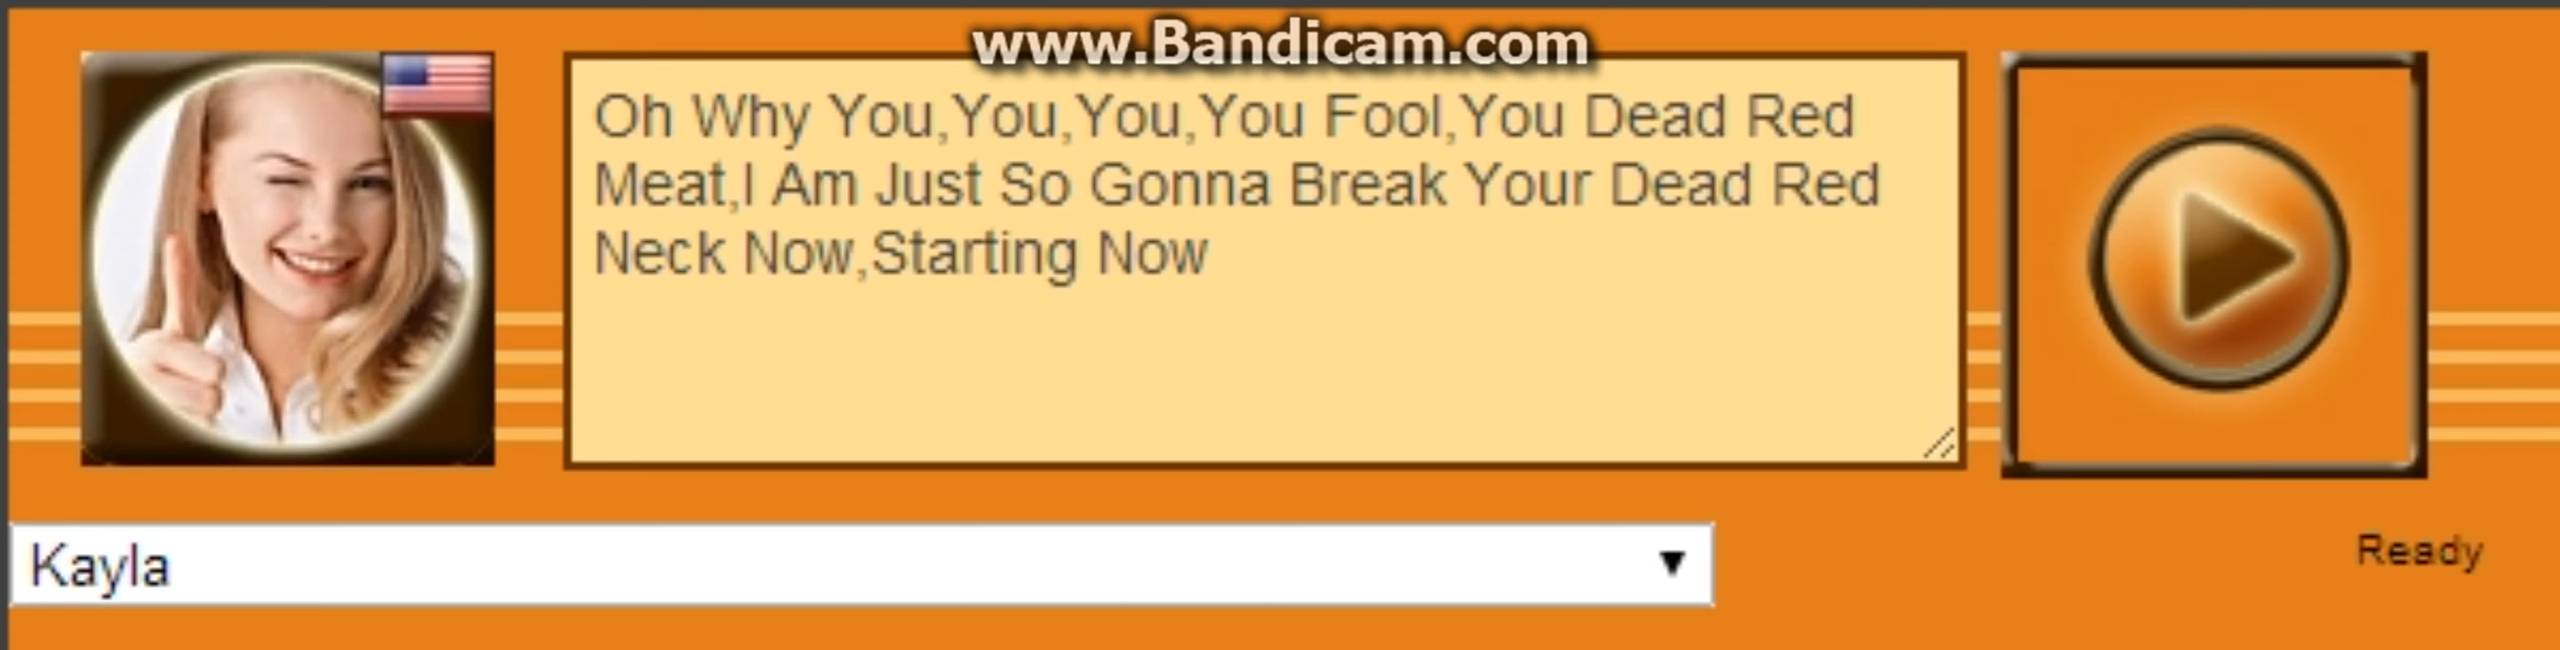 www.Bandicam.com
Oh Why You,You,You,You Fool,You Dead Red
Meat,I Am Just So Gonna Break Your Dead Red
Neck Now,Starting Now
Kayla
Ready